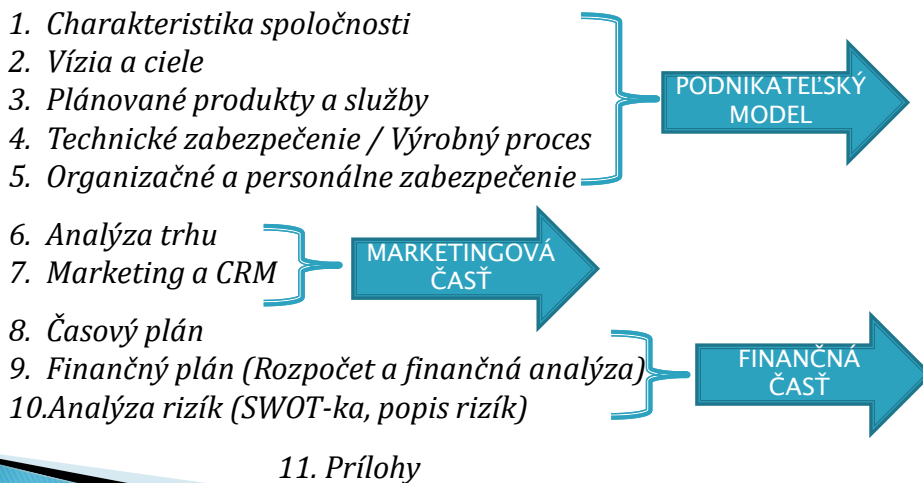 1. Charakteristika spoločnosti
2. Vízia a ciele
3. Plánované produkty a služby
4. Technické zabezpečenie / Výrobný proces
5. Organizačné a personálne zabezpečenie
PODNIKATEĽSKÝ
MODEL
6. Analýza trhu
7. Marketing a CRM
MARKETINGOVÁ
ČASŤ
8. Časový plán
9. Finančný plán (Rozpočet a finančná analýza)
10.Analýza rizík (SWOT-ka, popis rizík)
FINANČNÁ
ČASŤ
11. Prílohy